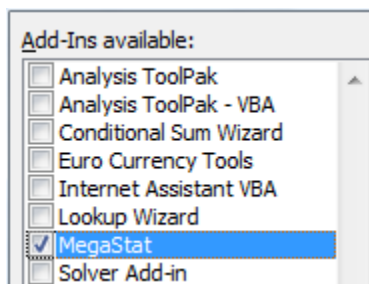 Add-Ins available:
Analysis ToolPak
Analysis ToolPak - VBA
Conditional Sum Wizard
Euro Currency Tools
Internet Assistant VBA
Lookup Wizard
MegaStat
Solver Add-in